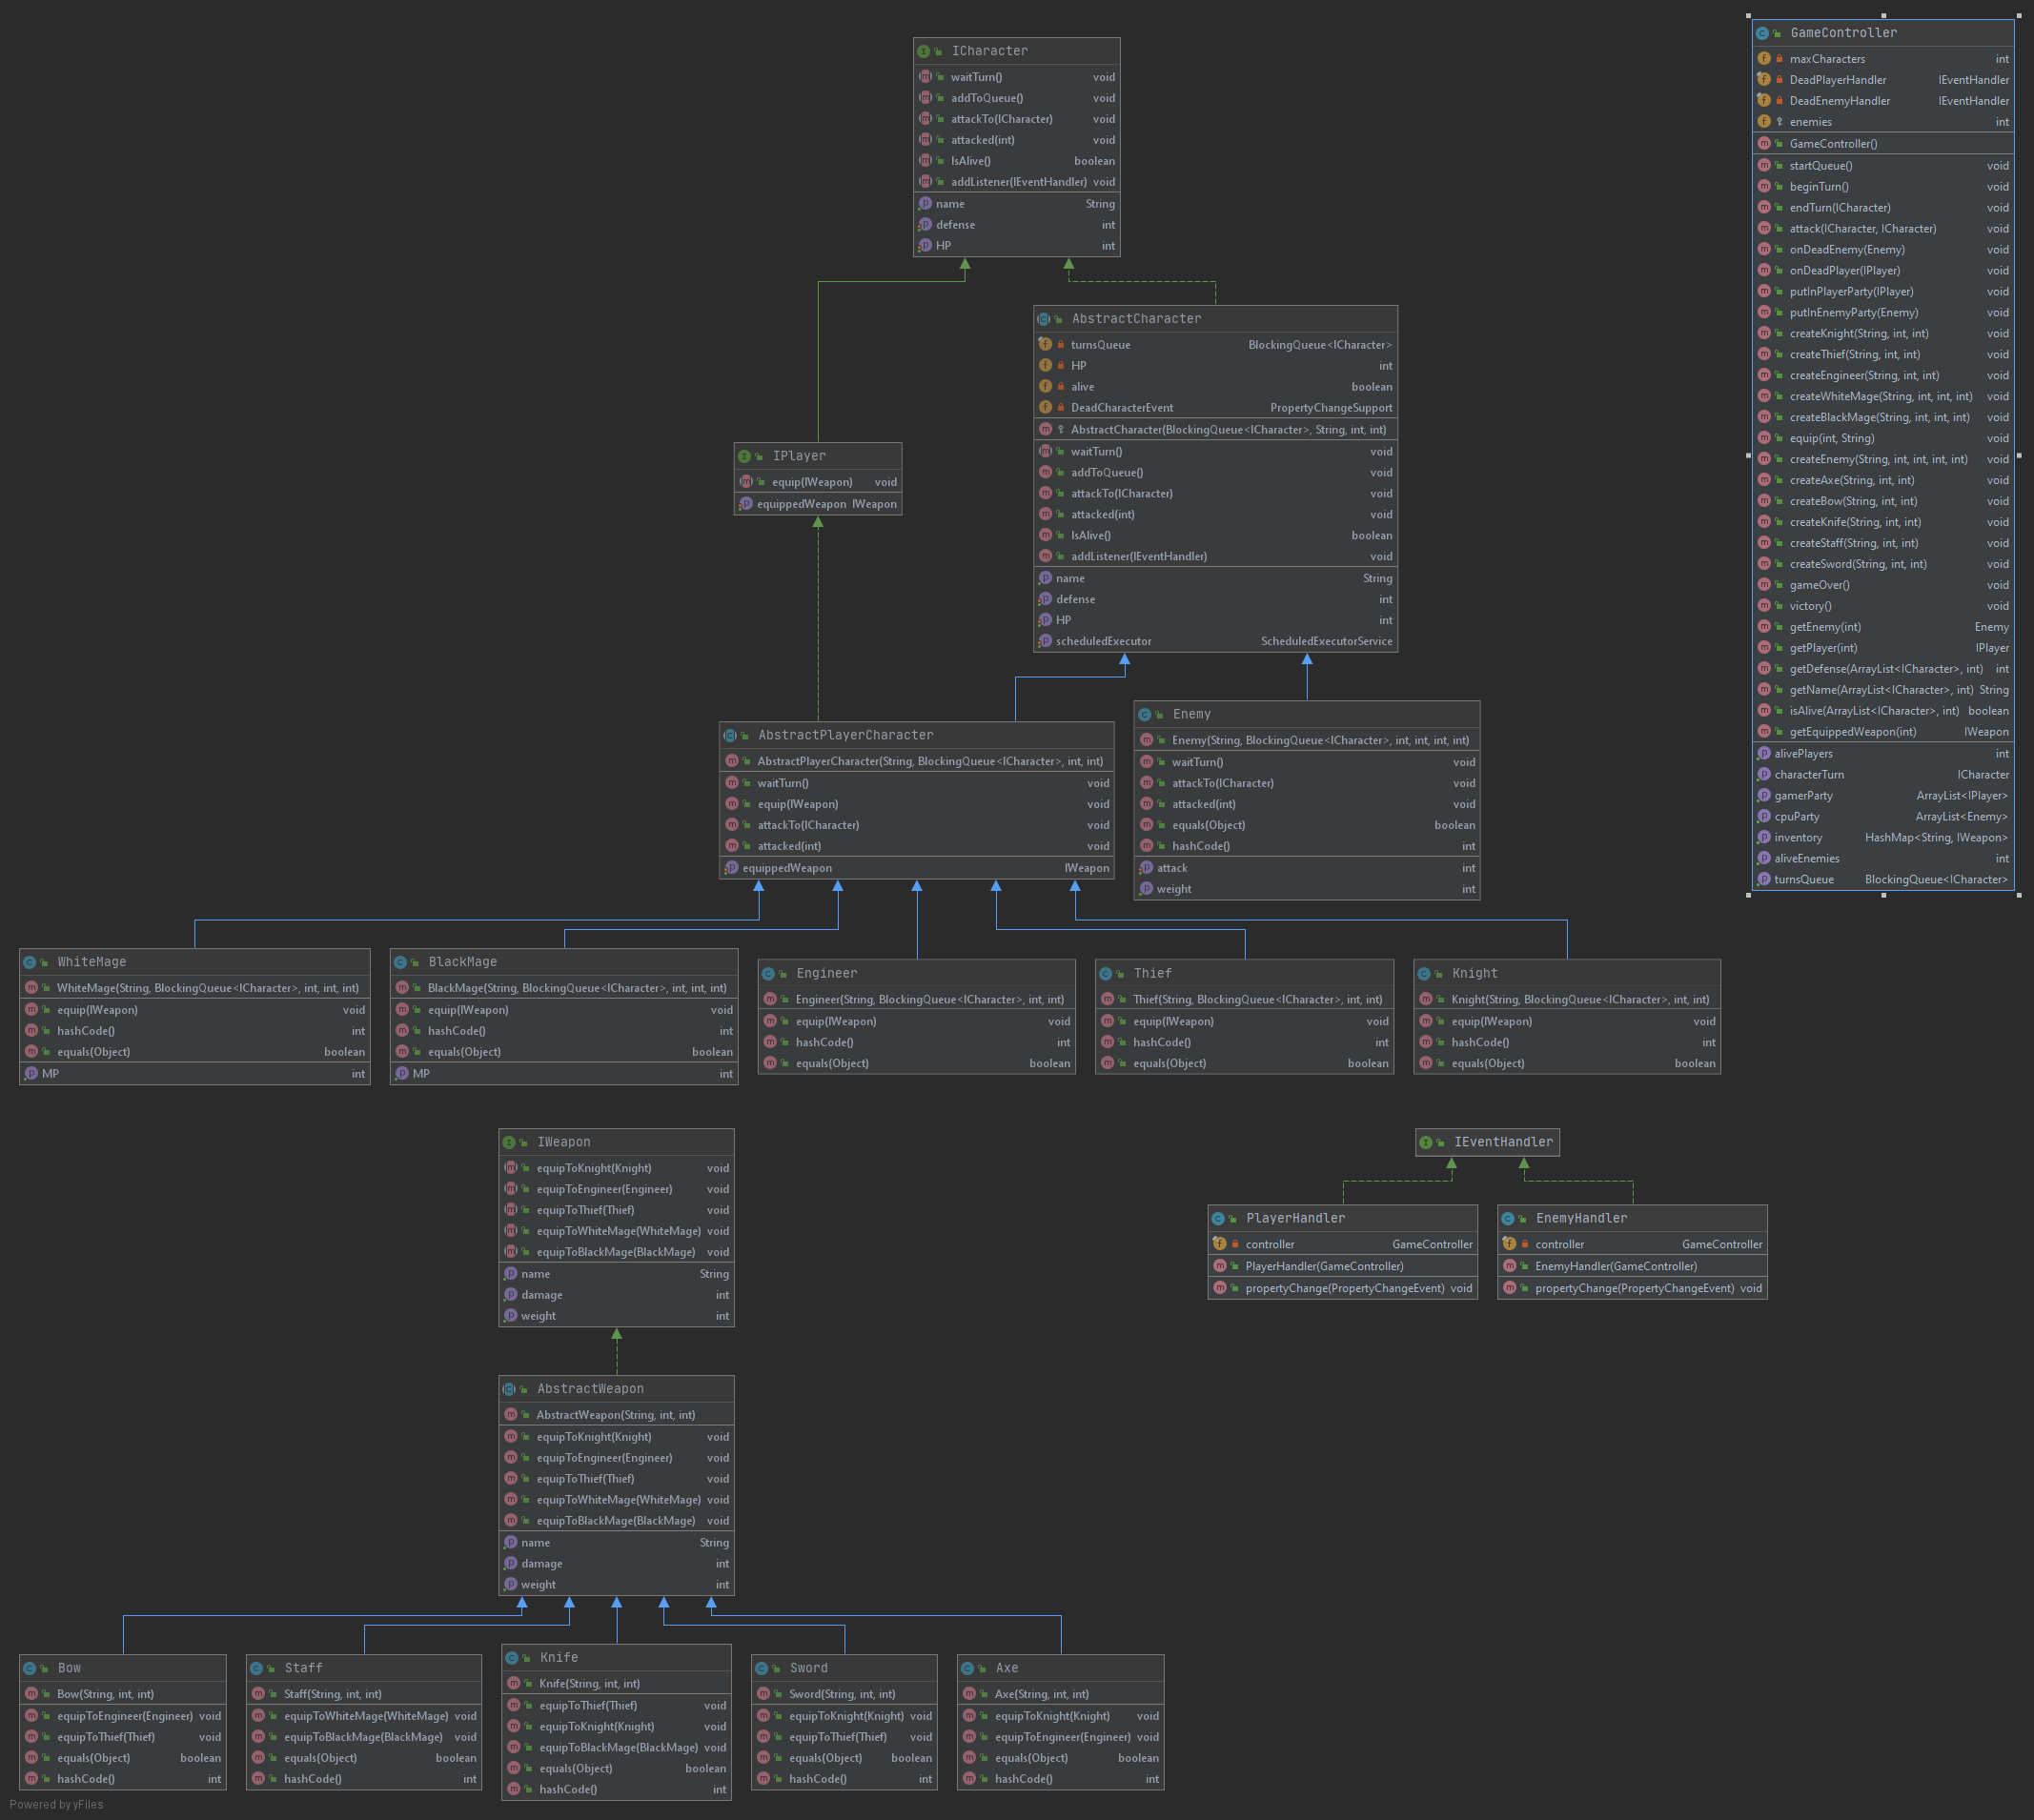 ICharacter
waitTurn() void
addToQueue() void
attackTo(ICharacter) void
attacked(int) void
IsAlive() boolean
addListener(IEventHandler) void
name String
defense int
HP int
GameController
maxCharacters int
DeadPlayerHandler IEventHandler
DeadEnemyHandler IEventHandler
enemies int
GameController()
startQueue() void
beginTurn() void
endTurn(ICharacter) void
attack(ICharacter, ICharacter) void
onDeadEnemy(Enemy) void
onDeadPlayer(IPlayer) void
putInPlayerParty(IPlayer) void
putInEnemyParty(Enemy) void
createKnight(String, int, int) void
createThief(String, int, int) void
createEngineer(String, int, int) void
createWhiteMage(String, int, int, int) void
createBlackMage(String, int, int, int) void
equip(int, String) void
createEnemy(String, int, int, int, int) void
createAxe(String, int, int) void
createBow(String, int, int) void
createKnife(String, int, int) void
createStaff(String, int, int) void
createSword(String, int, int) void
gameOver() void
victory() void
getEnemy(int) Enemy
getPlayer(int) IPlayer
getDefense(ArrayList<ICharacter>, int) int
getName(ArrayList<ICharacter>, int) String
isAlive(ArrayList<ICharacter>, int) boolean
getEquippedWeapon(int) IWeapon
alivePlayers int
characterTurn ICharacter
gamerParty ArrayList<IPlayer>
cpuParty ArrayList<Enemy>
inventory HashMap<String, IWeapon>
aliveEnemies int
turnsQueue BlockingQueue<ICharacter>
AbstractCharacter
turnsQueue BlockingQueue<ICharacter>
HP int
alive boolean
DeadCharacterEvent PropertyChangeSupport
AbstractCharacter(BlockingQueue<ICharacter>, String, int, int)
waitTurn() void
addToQueue() void
attackTo(ICharacter) void
attacked(int) void
IsAlive() boolean
addListener(IEventHandler) void
name String
defense int
HP int
scheduledExecutor ScheduledExecutorService
IPlayer
equip(IWeapon) void
equippedWeapon IWeapon
AbstractPlayerCharacter
AbstractPlayerCharacter(String, BlockingQueue<ICharacter>, int, int)
waitTurn() void
equip(IWeapon) void
attackTo(ICharacter) void
attacked(int) void
equippedWeapon IWeapon
Enemy
Enemy(String, BlockingQueue<ICharacter>, int, int, int, int)
waitTurn() void
attackTo(ICharacter) void
attacked(int) void
equals(Object) boolean
hashCode() int
attack int
weight int
WhiteMage
WhiteMage(String, BlockingQueue<ICharacter>, int, int, int)
equip(IWeapon) void
hashCode() int
equals(Object) boolean
MP int
BlackMage
BlackMage(String, BlockingQueue<ICharacter>, int, int, int)
equip(IWeapon) void
hashCode() int
equals(Object) boolean
MP int
Engineer
Engineer(String, BlockingQueue<ICharacter>, int, int)
equip(IWeapon) void
hashCode() int
equals(Object) boolean
Thief
Thief(String, BlockingQueue<ICharacter>, int, int)
equip(IWeapon) void
hashCode() int
equals(Object) boolean
Knight
Knight(String, BlockingQueue<ICharacter>, int, int)
equip(IWeapon) void
hashCode() int
equals(Object) boolean
IWeapon
equipToKnight(Knight) void
equipToEngineer(Engineer) void
equipToThief(Thief) void
equipToWhiteMage(WhiteMage) void
equipToBlackMage(BlackMage) void
name String
damage int
weight int
IEventHandler
PlayerHandler
controller GameController
PlayerHandler(GameController)
propertyChange(PropertyChangeEvent) void
EnemyHandler
controller GameController
EnemyHandler(GameController)
propertyChange(PropertyChangeEvent) void
AbstractWeapon
AbstractWeapon(String, int, int)
equipToKnight(Knight) void
equipToEngineer(Engineer) void
equipToThief(Thief) void
equipToWhiteMage(WhiteMage) void
equipToBlackMage(BlackMage) void
name String
damage int
weight int
Bow
Bow(String, int, int)
equipToEngineer(Engineer) void
equipToThief(Thief) void
equals(Object) boolean
hashCode() int
Staff
Staff(String, int, int)
equipToWhiteMage(WhiteMage) void
equipToBlackMage(BlackMage) void
equals(Object) boolean
hashCode() int
Knife
Knife(String, int, int)
equipToThief(Thief) void
equipToKnight(Knight) void
equipToBlackMage(BlackMage) void
equals(Object) boolean
hashCode() int
Sword
Sword(String, int, int)
equipToKnight(Knight) void
equipToThief(Thief) void
equals(Object) boolean
hashCode() int
Axe
Axe(String, int, int)
equipToKnight(Knight) void
equipToEngineer(Engineer) void
equals(Object) boolean
hashCode() int
Powered by yFiles